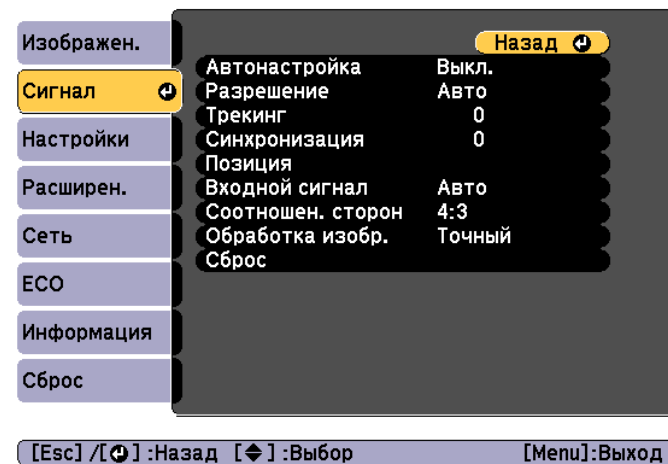 Изображен.
Сигнал
Настройки
Расширен.
Сеть
ECO
Информация
Сброс
Назад
Автонастройка Выкл.
Разрешение Авто
Трекинг 0
Синхронизация 0
Позиция
Входной сигнал Авто
Соотношен. сторон 4:3
Обработка изобр. Точный
Сброс
[Esc] /[ ] :Назад [ ] :Выбор [Menu]:Выход